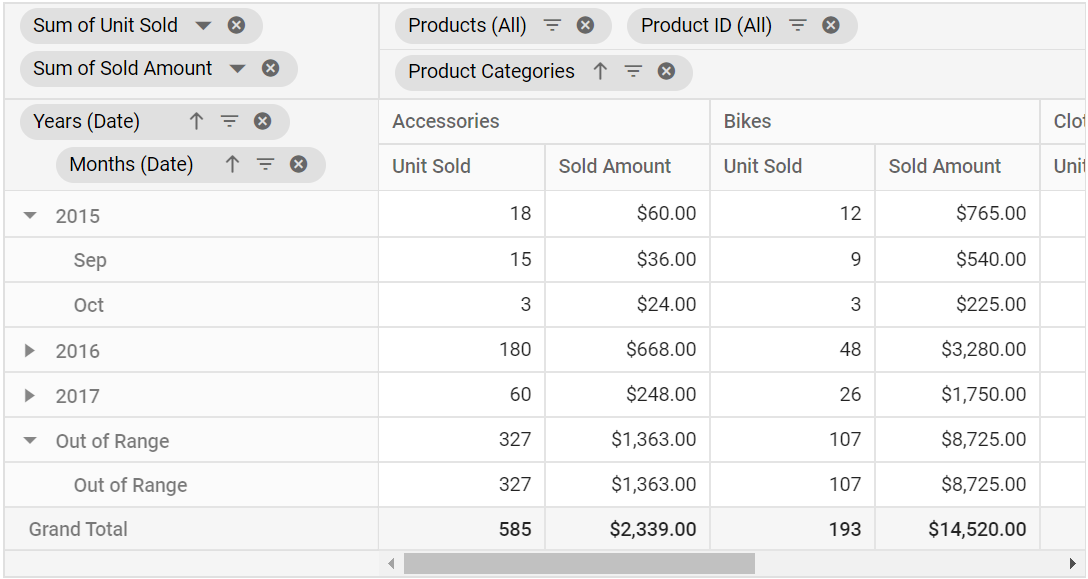 Sum of Unit Sold
Products (All) Product ID (All)
Sum of Sold Amount
Product Categories
Years (Date)
Months (Date)
Accessories Bikes Clot
Unit Sold Sold Amount Unit Sold Sold Amount Unit
2015 18 $60.00 12 $765.00
Sep 15 $36.00 9 $540.00
Oct 3 $24.00 3 $225.00
2016 180 $668.00 48 $3,280.00
2017 60 $248.00 26 $1,750.00
Out of Range 327 $1,363.00 107 $8,725.00
Out of Range 327 $1,363.00 107 $8,725.00
Grand Total 585 $2,339.00 193 $14,520.00